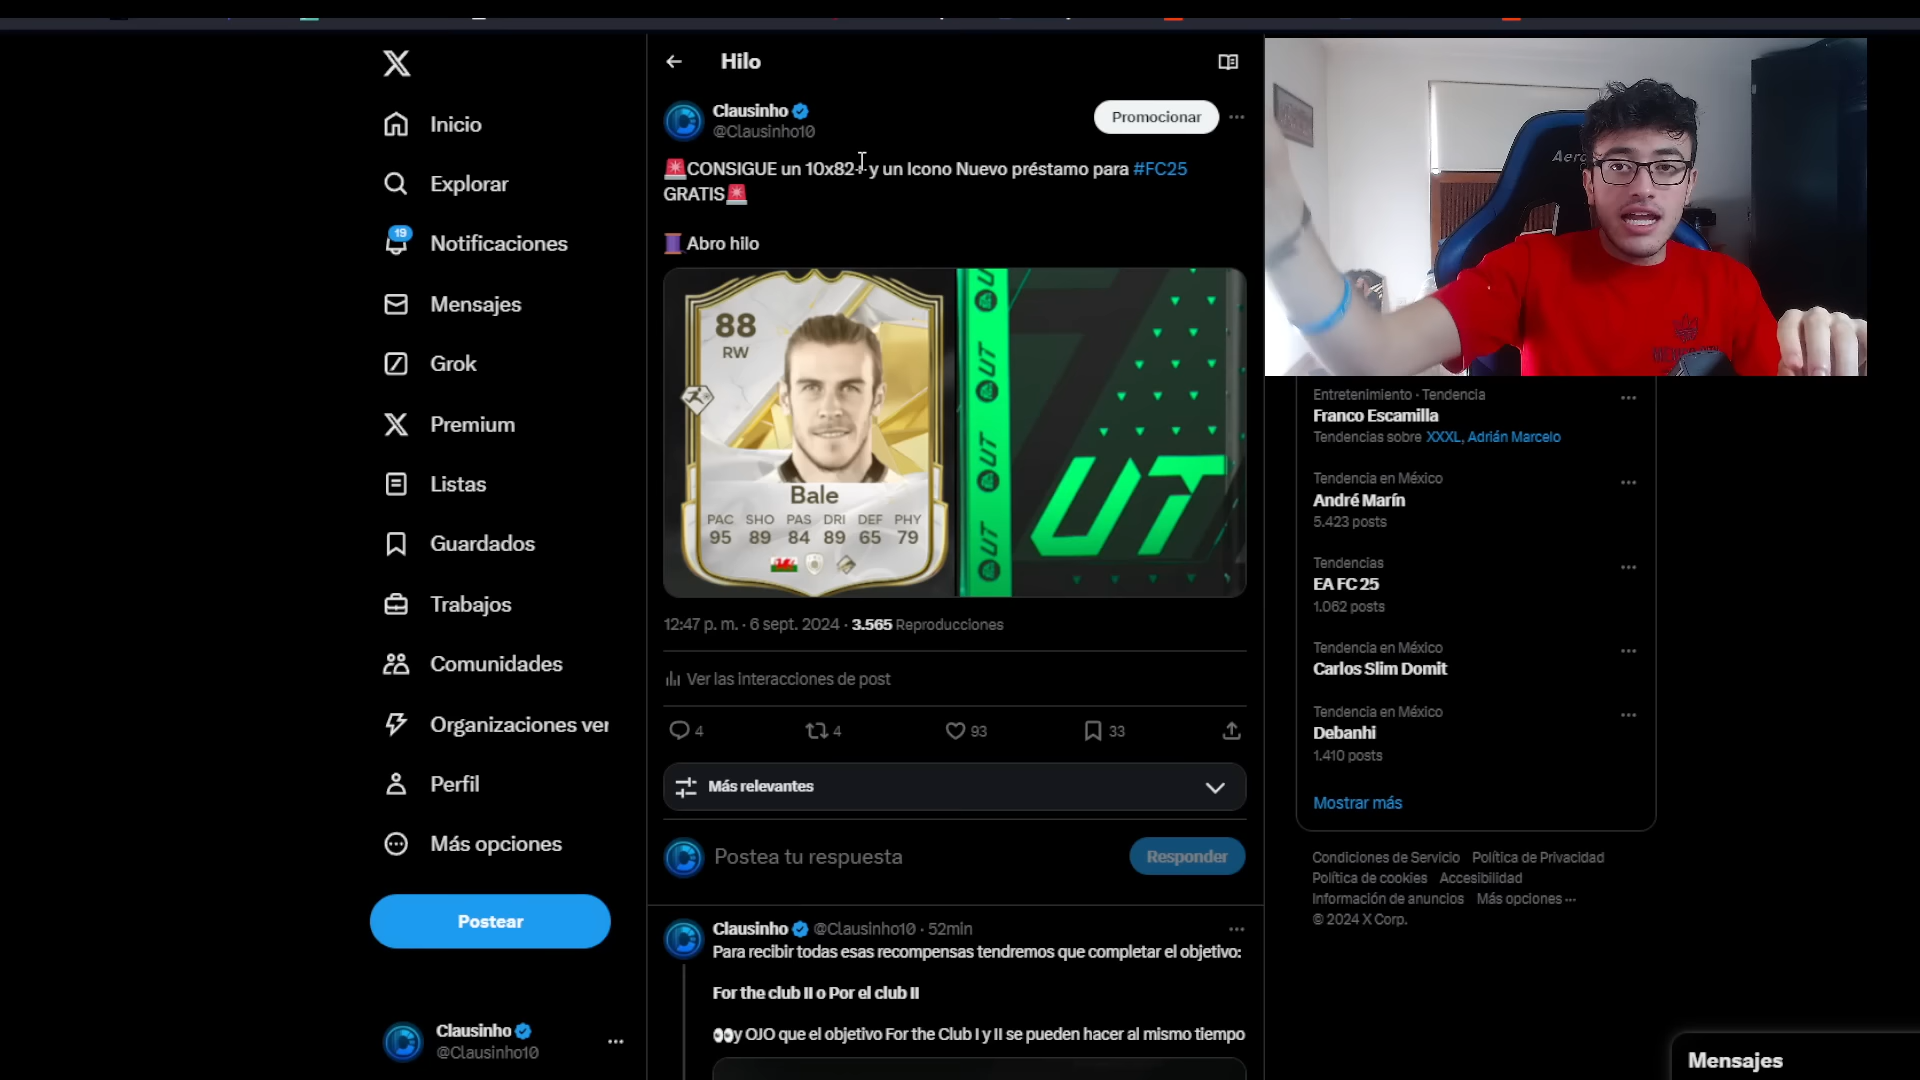 Inicio
Explorar
19
Notificaciones
Mensajes
Grok
Premium
Listas
Guardados
Trabajos
Comunidades
Organizaciones ver
Perfil
Más opciones
Postear
Clausinho
@Clausinho10
Hilo
Clausinho
@Clausinho10
Promocionar
🚨CONSIGUE un 10x82+ y un Icono Nuevo préstamo para #FC25
GRATIS🚨
🧵Abro hilo
88
RW
Bale
PAC SHO PAS DRI DEF PHY
95 89 84 89 65 79
UT
UT
UT
UT
UT
12:47 p. m. · 6 sept. 2024 · 3.565 Reproducciones
Ver las interacciones de post
4 4 93 33
Más relevantes
Postea tu respuesta
Responder
Clausinho @Clausinho10 · 52min
Para recibir todas esas recompensas tendremos que completar el objetivo:
For the club II o Por el club II
👀y OJO que el objetivo For the Club I y II se pueden hacer al mismo tiempo
Entretenimiento · Tendencia
Franco Escamilla
Tendencias sobre XXXL, Adrián Marcelo
Tendencia en México
André Marín
5.423 posts
Tendencias
EA FC 25
1.062 posts
Tendencia en México
Carlos Slim Domit
Tendencia en México
Debanhi
1.410 posts
Mostrar más
Condiciones de Servicio Política de Privacidad
Política de cookies Accesibilidad
Información de anuncios Más opciones ···
© 2024 X Corp.
Mensajes